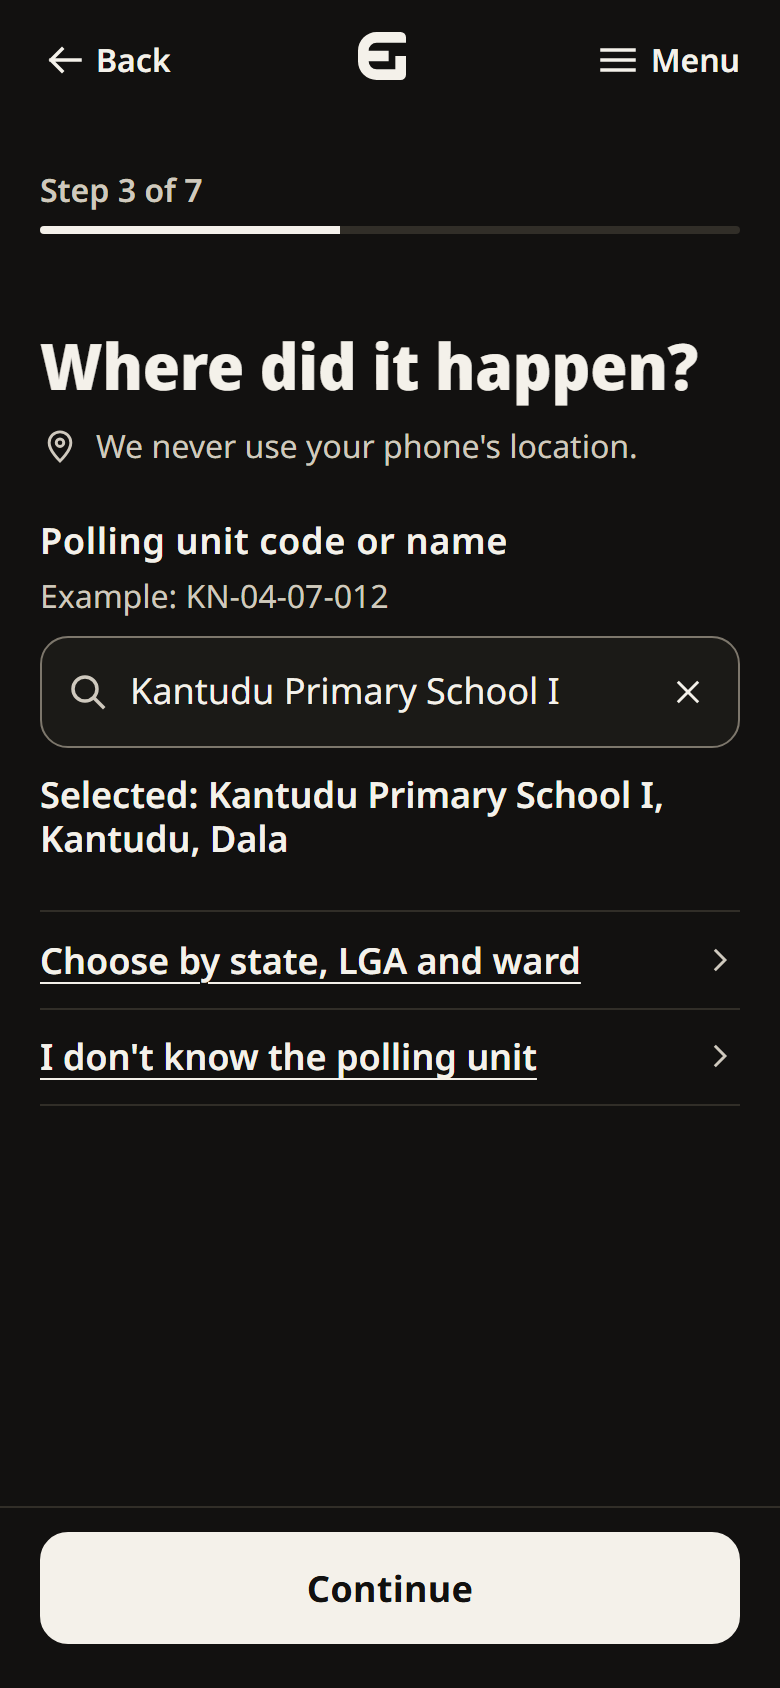 Back
Menu
Step 3 of 7
Where did it happen?
We never use your phone's location.
Polling unit code or name
Example: KN-04-07-012
Kantudu Primary School I
Selected: Kantudu Primary School I,
Kantudu, Dala
Choose by state, LGA and ward
I don't know the polling unit
Continue